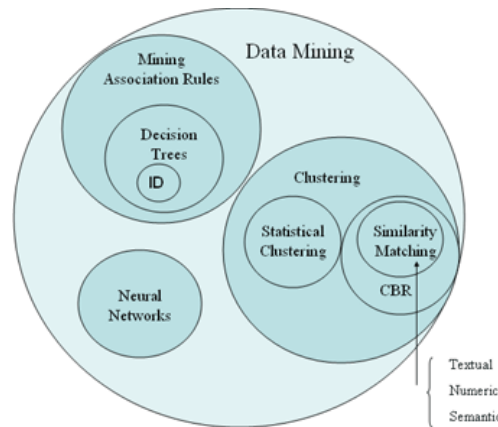 Data Mining
Mining
Association Rules
Decision
Trees
ID
Clustering
Statistical
Clustering
Similarity
Matching
CBR
Neural
Networks
Textual
Numeric
Semantic